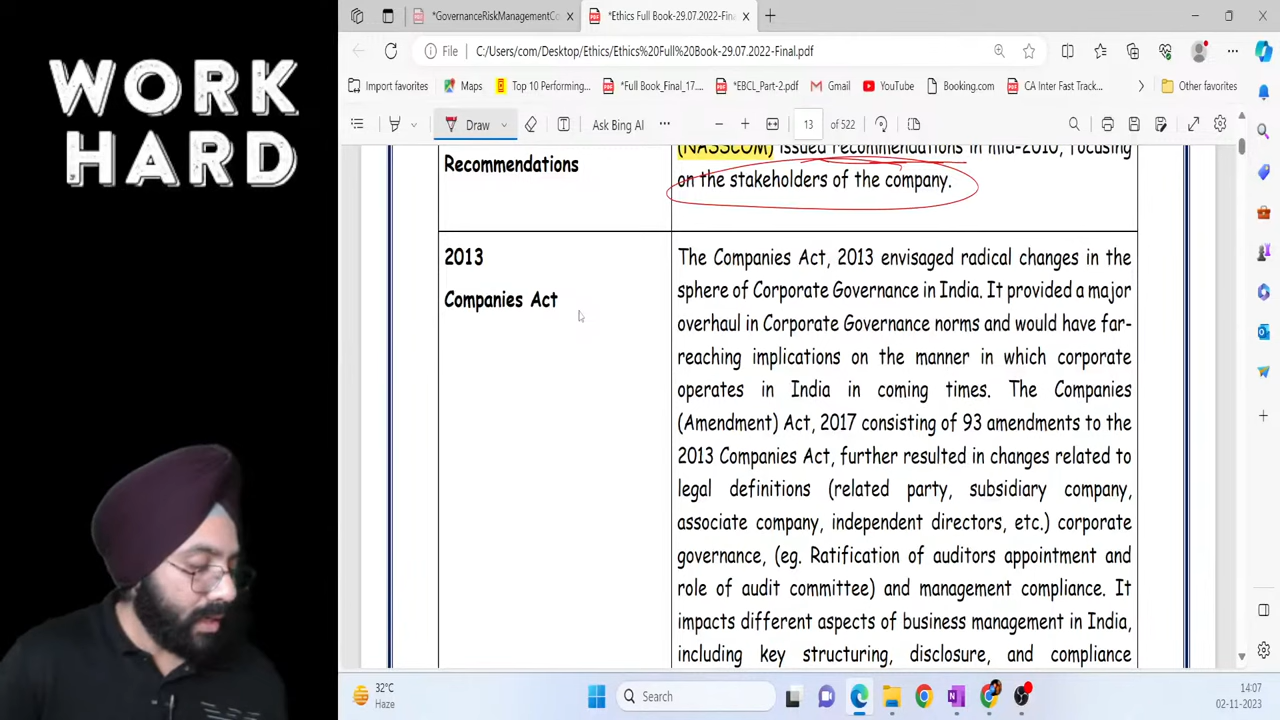 WORK
HARD
*GovernanceRiskManagementCo
*Ethics Full Book-29.07.2022-Fina
File
C:/Users/com/Desktop/Ethics/Ethics%20Full%20Book-29.07.2022-Final.pdf
Import favorites
Maps
Top 10 Performing...
*Full Book_Final_17...
*EBCL_Part-2.pdf
Gmail
YouTube
Booking.com
CA Inter Fast Track...
Other favorites
Draw
Ask Bing AI
13 of 522
(NASSCOM) issued recommendations in mid-2010, focusing
Recommendations
on the stakeholders of the company.
2013
Companies Act
The Companies Act, 2013 envisaged radical changes in the
sphere of Corporate Governance in India. It provided a major
overhaul in Corporate Governance norms and would have far-
reaching implications on the manner in which corporate
operates in India in coming times. The Companies
(Amendment) Act, 2017 consisting of 93 amendments to the
2013 Companies Act, further resulted in changes related to
legal definitions (related party, subsidiary company,
associate company, independent directors, etc.) corporate
governance, (eg. Ratification of auditors appointment and
role of audit committee) and management compliance. It
impacts different aspects of business management in India,
including key structuring, disclosure, and compliance
32°C
Haze
Search
14:07
02-11-2023